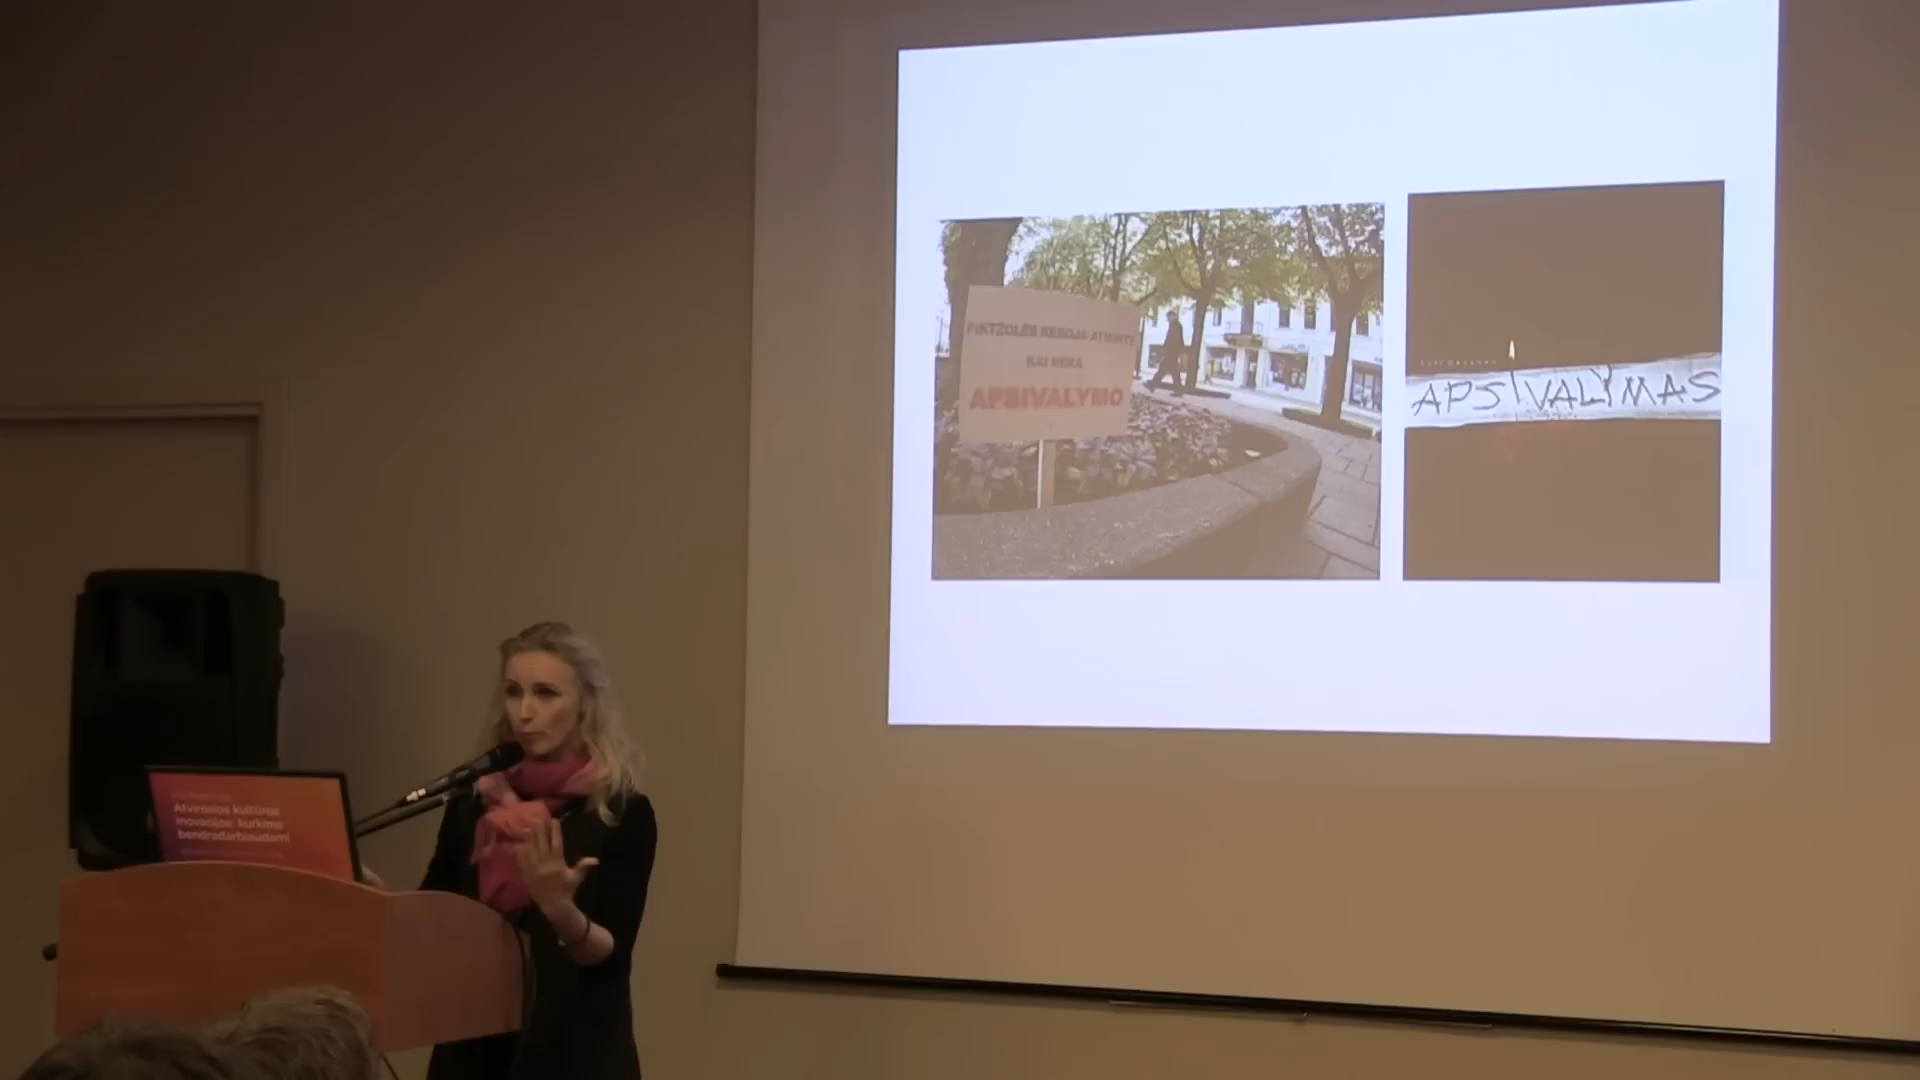 PIKTŽOLĖS KEROJA ATMINTY
KAI NĖRA
APSIVALYMO
APSIVALYMAS
Atvirosios kultūros
inovacijos: kurkime
bendradarbiaudami